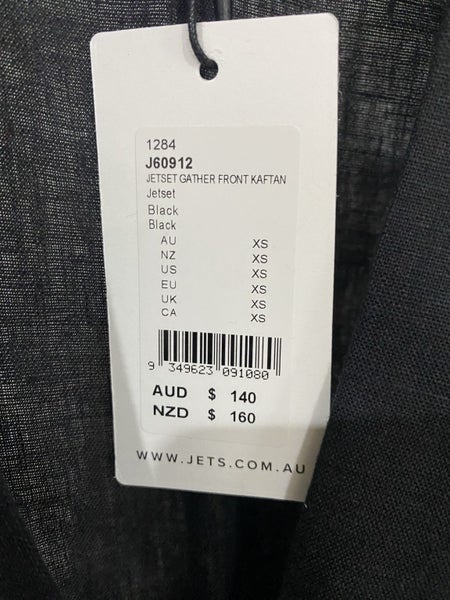 1284
J60912
JETSET GATHER FRONT KAFTAN
Jetset
Black
Black
AU XS
NZ XS
US XS
EU XS
UK XS
CA XS
9 349623 091080
AUD $ 140
NZD $ 160
WWW.JETS.COM.AU